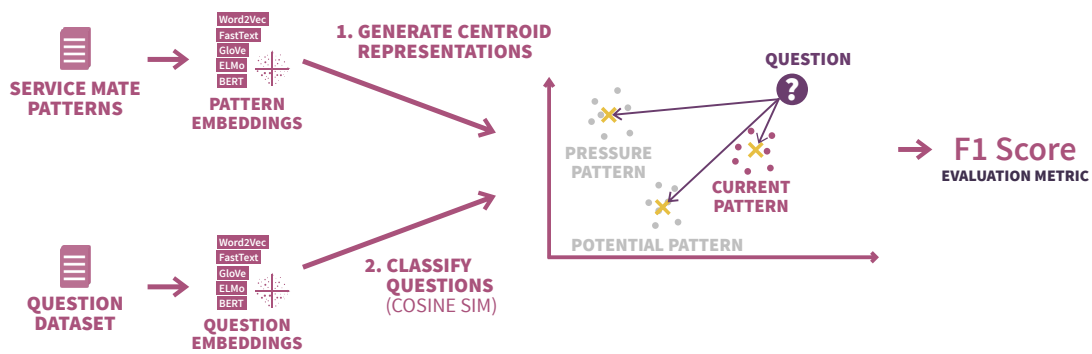 Word2Vec
FastText
GloVe
ELMo
BERT
SERVICE MATE
PATTERNS
PATTERN
EMBEDDINGS
1. GENERATE CENTROID
REPRESENTATIONS
Word2Vec
FastText
GloVe
ELMo
BERT
QUESTION
DATASET
QUESTION
EMBEDDINGS
2. CLASSIFY
QUESTIONS
(COSINE SIM)
QUESTION
?
PRESSURE
PATTERN
CURRENT
PATTERN
POTENTIAL PATTERN
F1 Score
EVALUATION METRIC